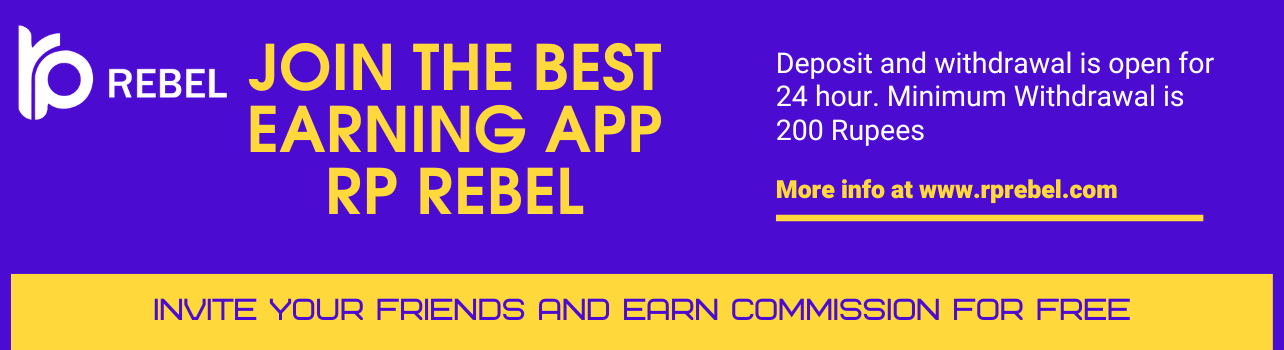 rp REBEL
JOIN THE BEST
EARNING APP
RP REBEL
Deposit and withdrawal is open for
24 hour. Minimum Withdrawal is
200 Rupees
More info at www.rprebel.com
INVITE YOUR FRIENDS AND EARN COMMISSION FOR FREE